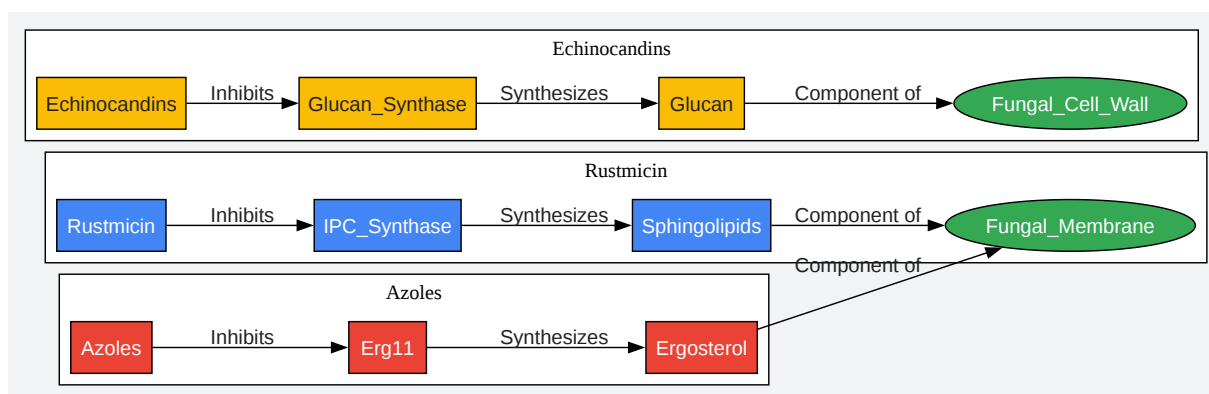 Echinocandins
Echinocandins Inhibits Glucan_Synthase Synthesizes Glucan Component of Fungal_Cell_Wall
Rustmicin
Rustmicin Inhibits IPC_Synthase Synthesizes Sphingolipids Component of Fungal_Membrane
Component of
Azoles
Azoles Inhibits Erg11 Synthesizes Ergosterol